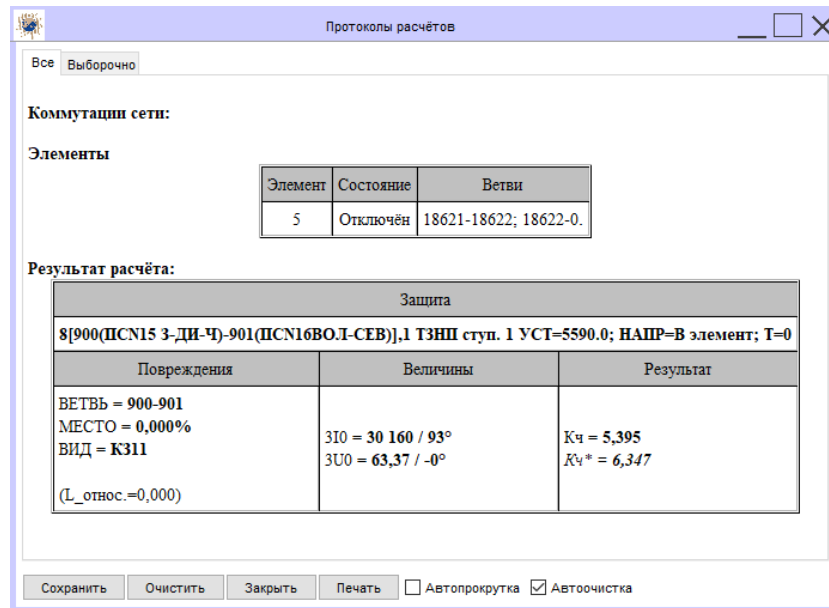 Протоколы расчётов
Все Выборочно
Коммутации сети:
Элементы
Элемент Состояние Ветви
5 Отключён 18621-18622; 18622-0.
Результат расчёта:
Защита
8[900(ПCN15 З-ДИ-Ч)-901(ПCN16ВОЛ-СЕВ)],1 ТЗНП ступ. 1 УСТ=5590.0; НАПР=В элемент; Т=0
Повреждения Величины Результат
ВЕТВЬ = 900-901
МЕСТО = 0,000%
ВИД = К311
(L_относ.=0,000)
3I0 = 30 160 / 93°
3U0 = 63,37 / -0°
Кч = 5,395
Кч* = 6,347
Сохранить Очистить Закрыть Печать Автопрокрутка Автоочистка